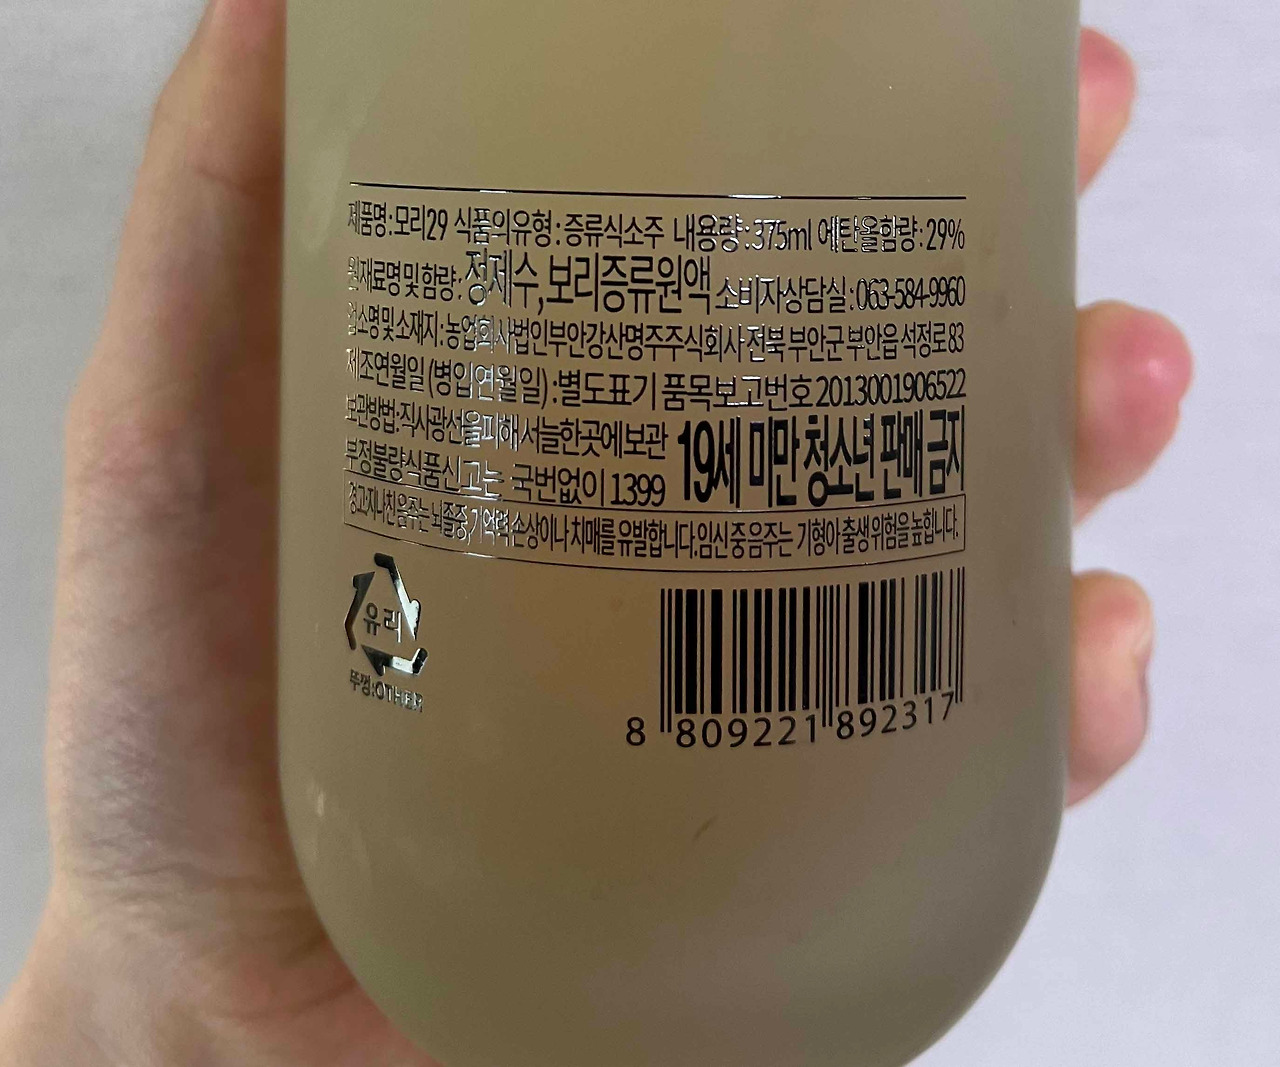 제품명:모리29 식품의유형:증류식소주 내용량:375ml 에탄올함량:29%
원재료명및함량:정제수,보리증류원액 소비자상담실:063-584-9960
업소명및소재지:농업회사법인부안강산명주주식회사 전북 부안군 부안읍 석정로 83
제조연월일(병입연월일):별도표기 품목보고번호 2013001906522
보관방법:직사광선을피해서늘한곳에보관
부정불량식품신고는 국번없이 1399
19세 미만 청소년 판매 금지
경고:지나친음주는 뇌졸중,기억력손상이나 치매를 유발합니다.임신 중 음주는 기형아 출생 위험을 높입니다.
유리
뚜껑:OTHER
8 809221 892317